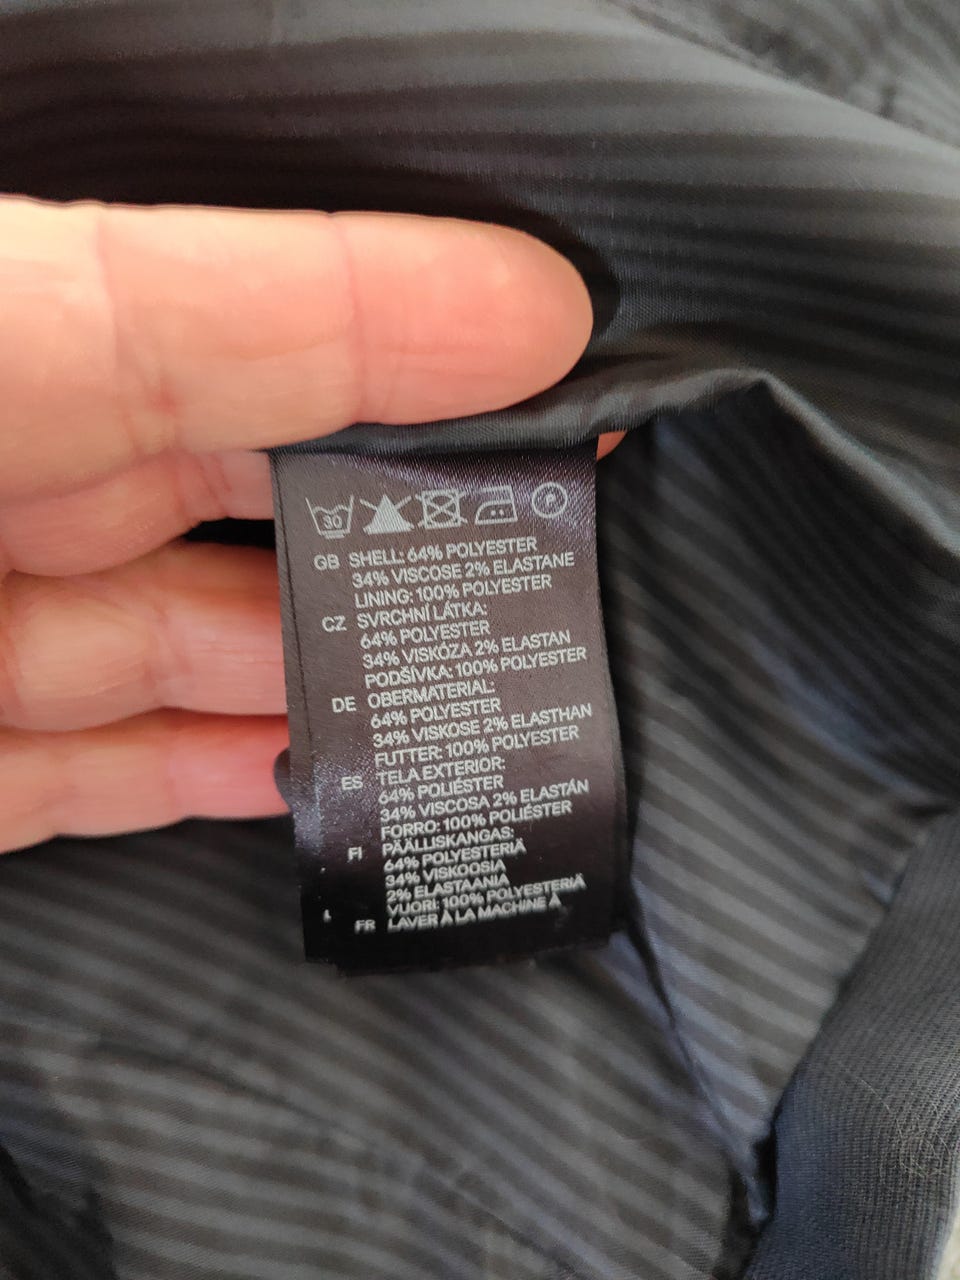 30 P
GB SHELL: 64% POLYESTER
34% VISCOSE 2% ELASTANE
LINING: 100% POLYESTER
CZ SVRCHNÍ LÁTKA:
64% POLYESTER
34% VISKÓZA 2% ELASTAN
PODŠÍVKA: 100% POLYESTER
DE OBERMATERIAL:
64% POLYESTER
34% VISKOSE 2% ELASTHAN
FUTTER: 100% POLYESTER
ES TELA EXTERIOR:
64% POLIÉSTER
34% VISCOSA 2% ELASTÁN
FORRO: 100% POLIÉSTER
FI PÄÄLLISKANGAS:
64% POLYESTERIÄ
34% VISKOOSIA
2% ELASTAANIA
VUORI: 100% POLYESTERIÄ
FR LAVER À LA MACHINE À